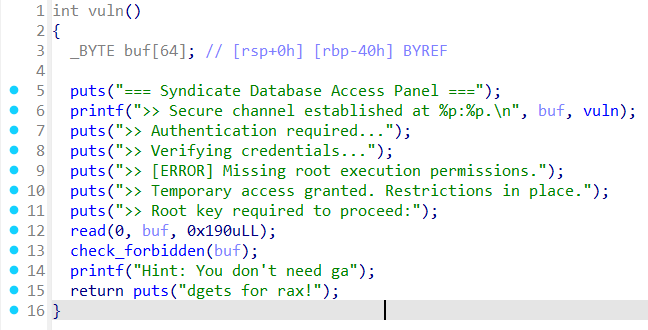 1 int vuln()
2 {
3   _BYTE buf[64]; // [rsp+0h] [rbp-40h] BYREF
4
5   puts("=== Syndicate Database Access Panel ===");
6   printf(">> Secure channel established at %p:%p.\n", buf, vuln);
7   puts(">> Authentication required...");
8   puts(">> Verifying credentials...");
9   puts(">> [ERROR] Missing root execution permissions.");
10   puts(">> Temporary access granted. Restrictions in place.");
11   puts(">> Root key required to proceed:");
12   read(0, buf, 0x190uLL);
13   check_forbidden(buf);
14   printf("Hint: You don't need ga");
15   return puts("dgets for rax!");
16 }